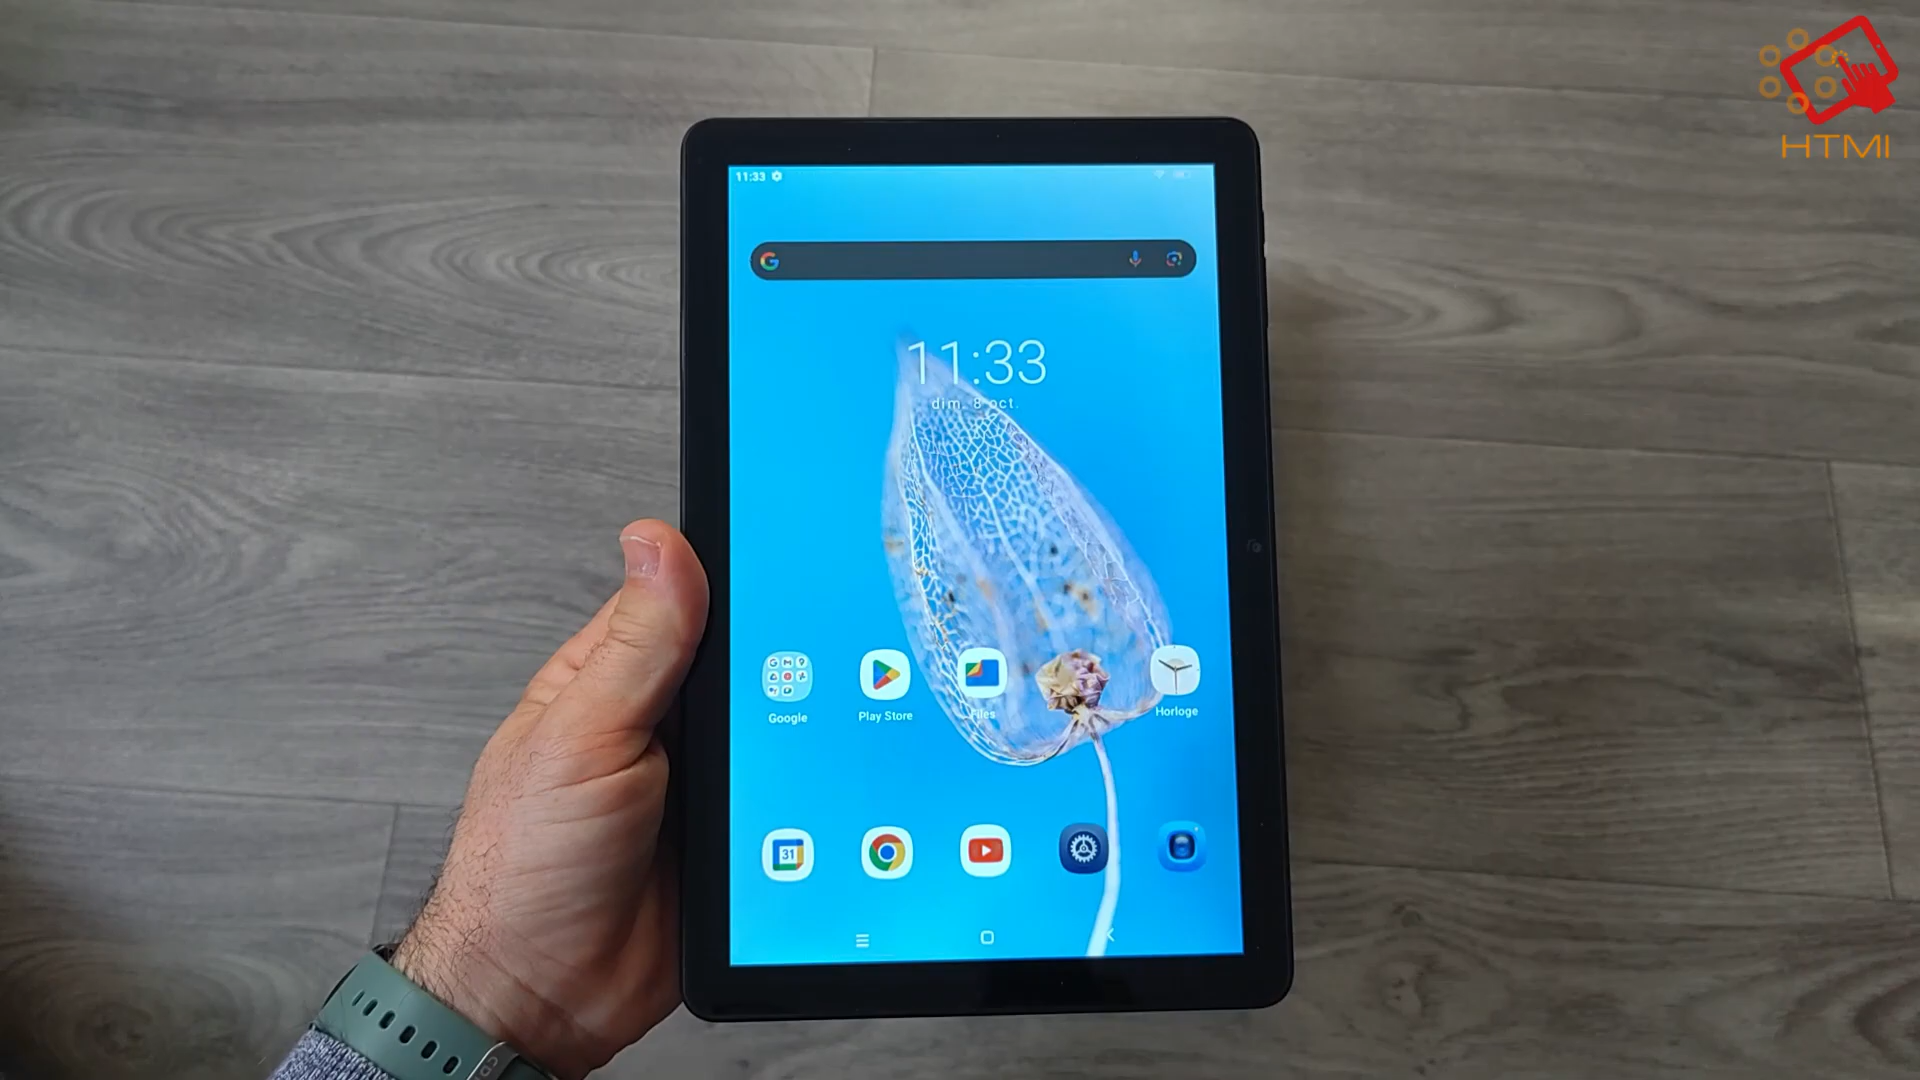 HTMI
11:33
11:33
dim. 8 oct.
Google
Play Store
Files
Horloge
31